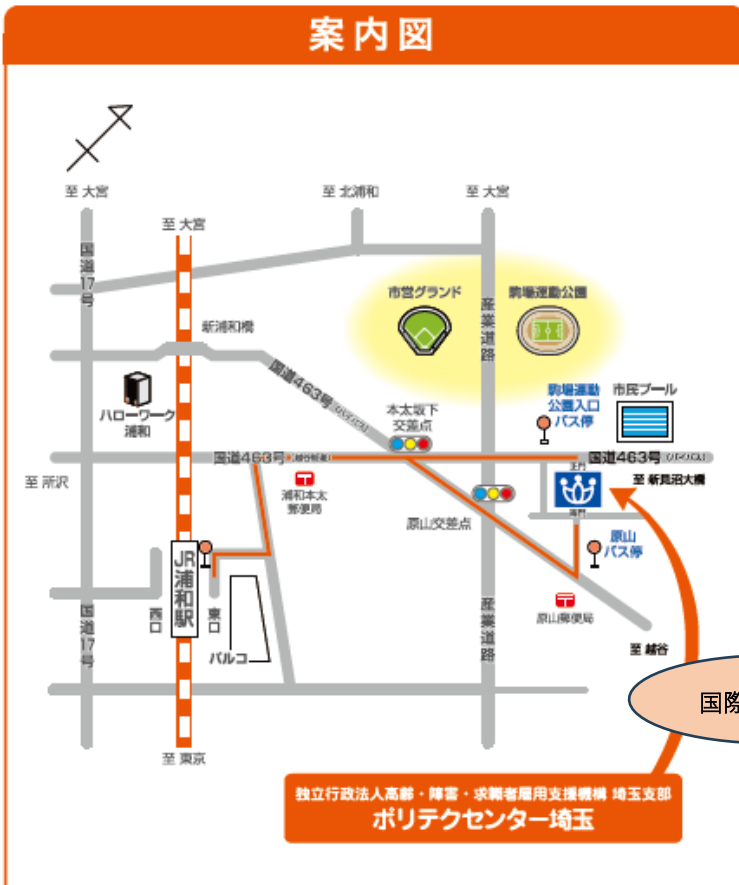 案内図
至 大宮
至 北浦和
至 大宮
至 大宮
国道17号
新浦和橋
市営グランド
駒場運動公園
産業道路
ハローワーク
浦和
国道463号（バイパス）
本太坂下
交差点
駒場運動
公園入口
バス停
市民プール
国道463号
国道463号（バイパス）
至 所沢
至 新見沼大橋
浦和本太
郵便局
正門
南門
原山交差点
原山
バス停
JR浦和駅
西口
東口
パルコ
国道17号
産業道路
原山郵便局
至 越谷
国際
至 東京
独立行政法人高齢・障害・求職者雇用支援機構 埼玉支部
ポリテクセンター埼玉